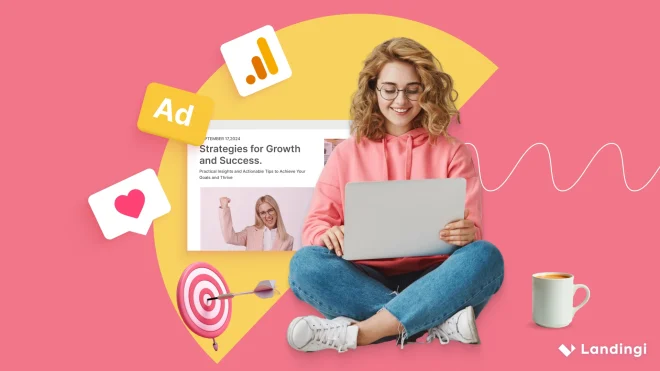 Ad
SEPTEMBER 17,2024
Strategies for Growth
and Success.
Practical Insights and Actionable Tips to Achieve Your
Goals and Thrive
Landingi